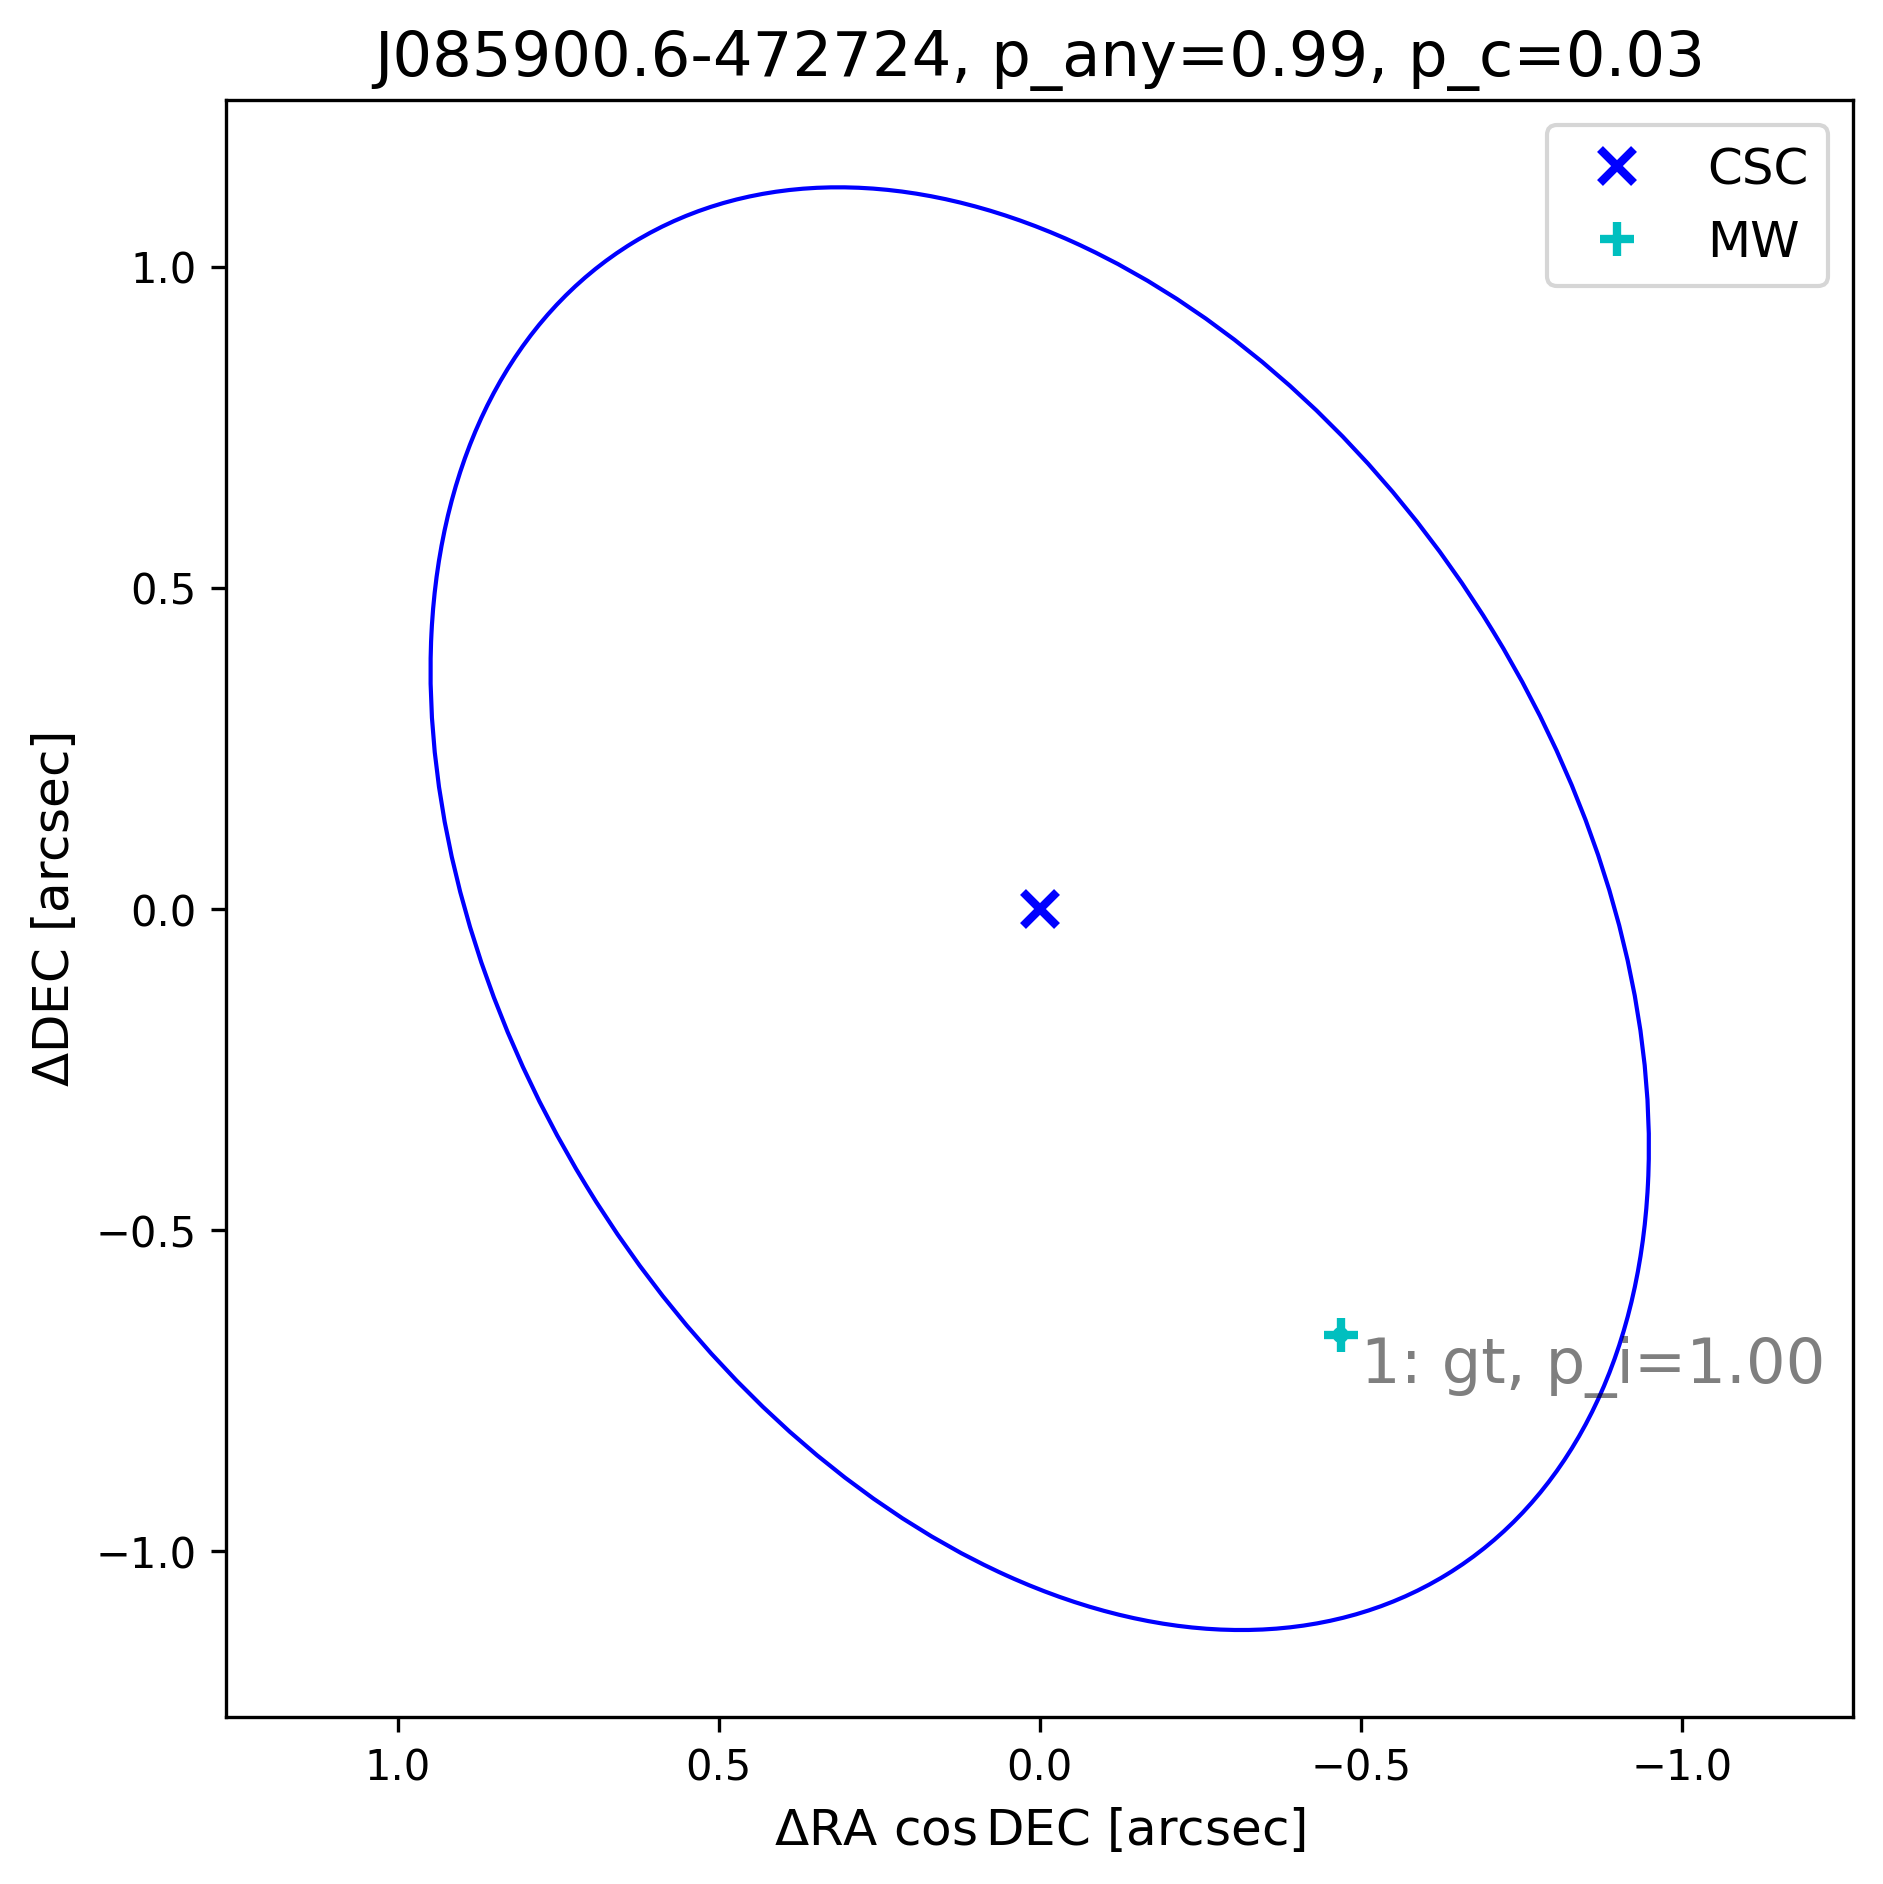 J085900.6-472724, p_any=0.99, p_c=0.03
CSC
MW
1.0
0.5
0.0
−0.5
−1.0
ΔDEC [arcsec]
1: gt, p_i=1.00
1.0 0.5 0.0 −0.5 −1.0
ΔRA cos DEC [arcsec]